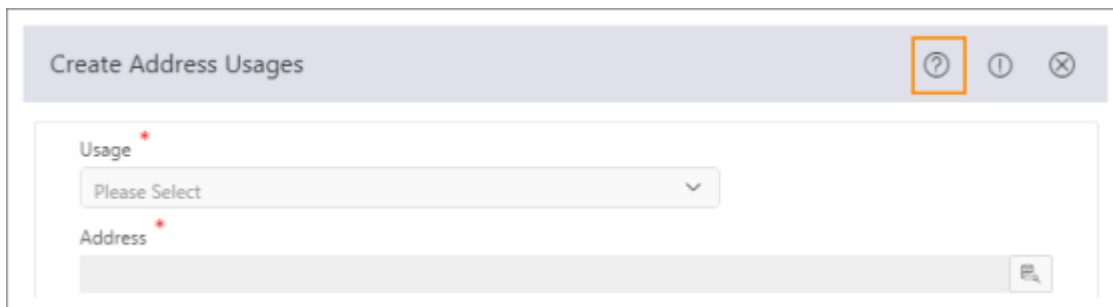 Create Address Usages
Usage *
Please Select
Address *